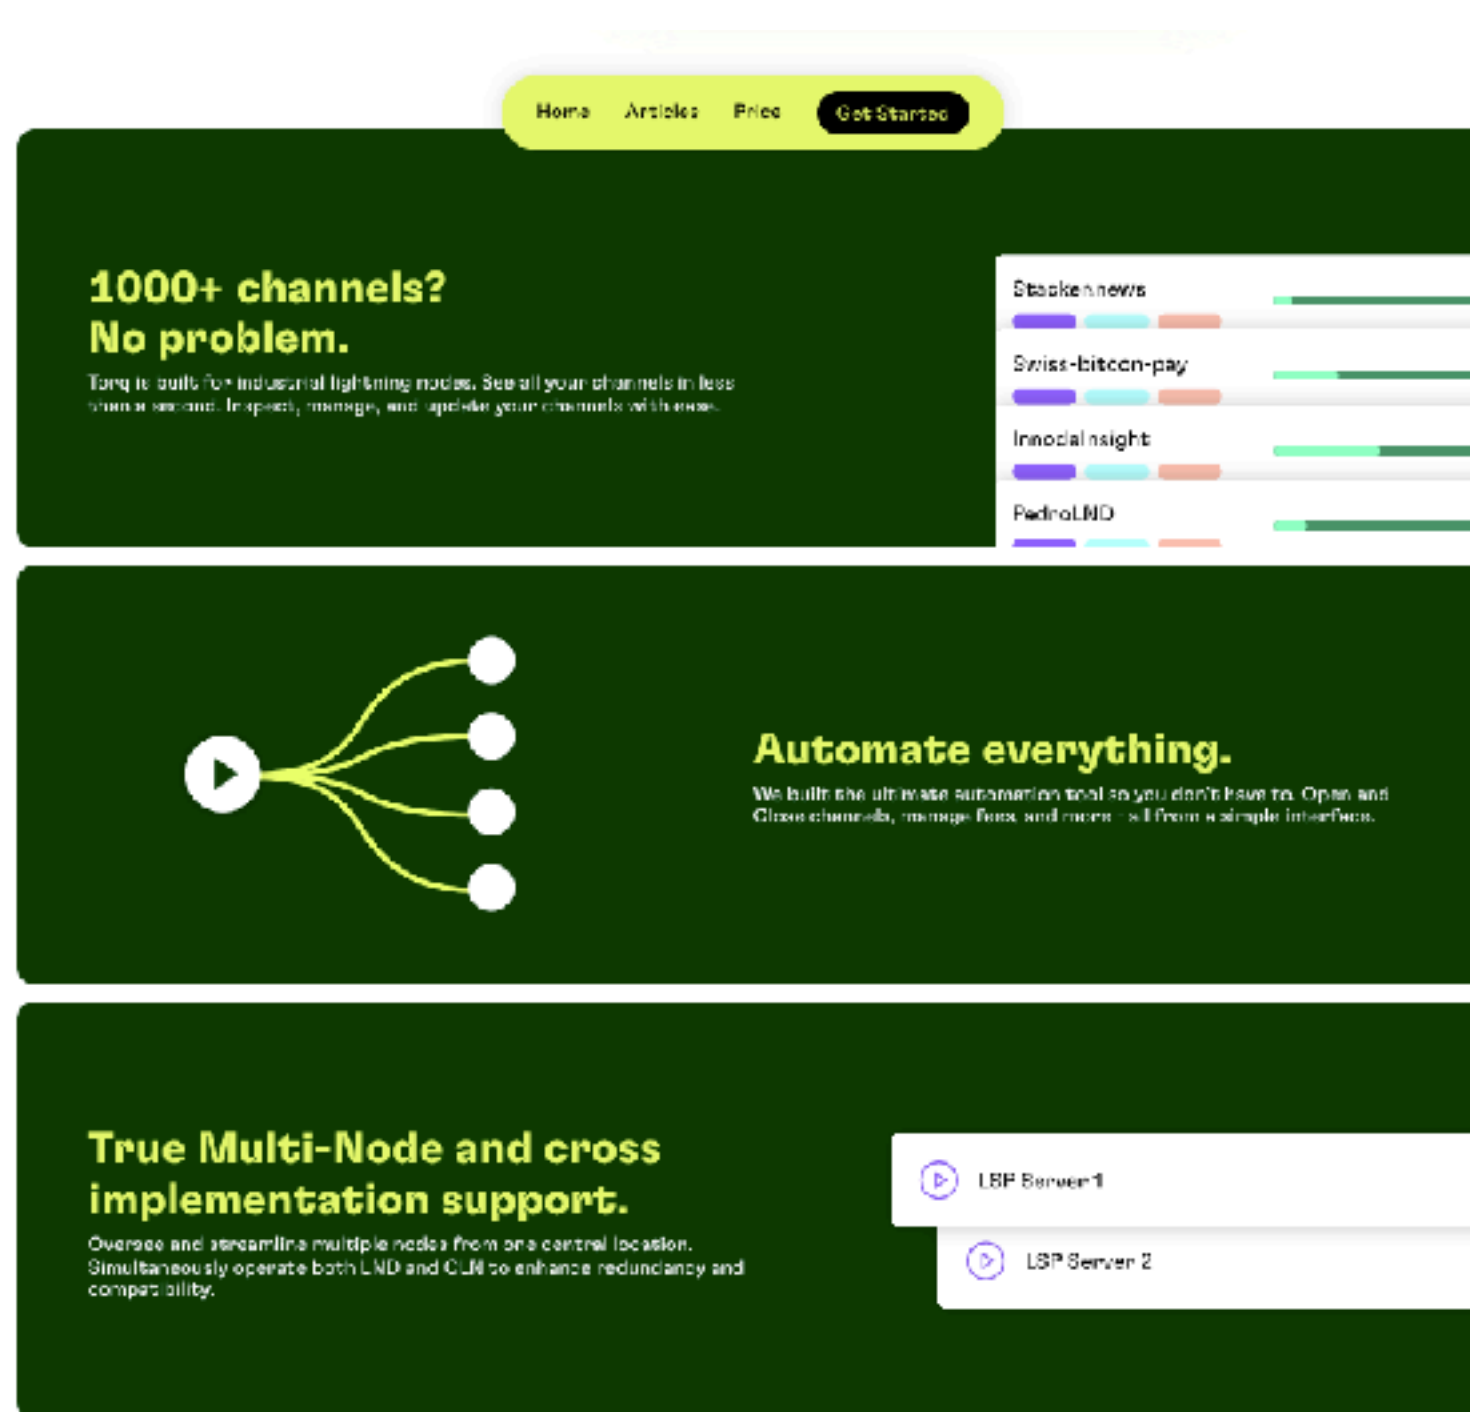 Home Articles Price Get Started
1000+ channels?
No problem.
Torq is built for industrial lightning nodes. See all your channels in less
than a second. Inspect, manage, and update your channels with ease.
Stacker.news
Swiss-bitcoin-pay
InnodaInsight
PedroLND
Automate everything.
We built the ultimate automation tool so you don't have to. Open and
Close channels, manage fees, and more - all from a simple interface.
True Multi-Node and cross
implementation support.
Oversee and streamline multiple nodes from one central location.
Simultaneously operate both LND and CLN to enhance redundancy and
compatibility.
LSP Server 1
LSP Server 2